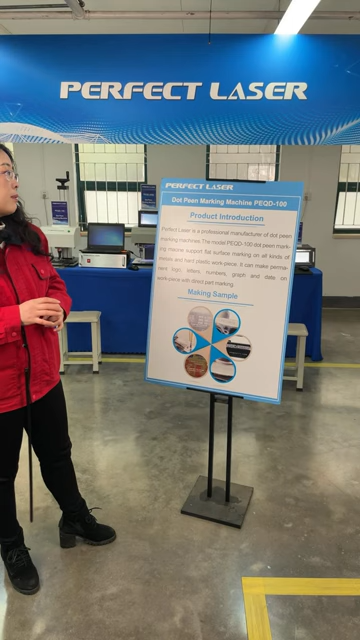 PERFECT LASER
PERFECT LASER
Dot Peen Marking Machine PEQD-100
Product Introduction
Perfect Laser is a professional manufacturer of dot peen
marking machines. The model PEQD-100 dot peen mark-
ing machine support flat surface marking on all kinds of
metals and hard plastic work-piece. It can make perma-
nent logo, letters, numbers, graph and date on
work-piece with direct part marking.
Making Sample